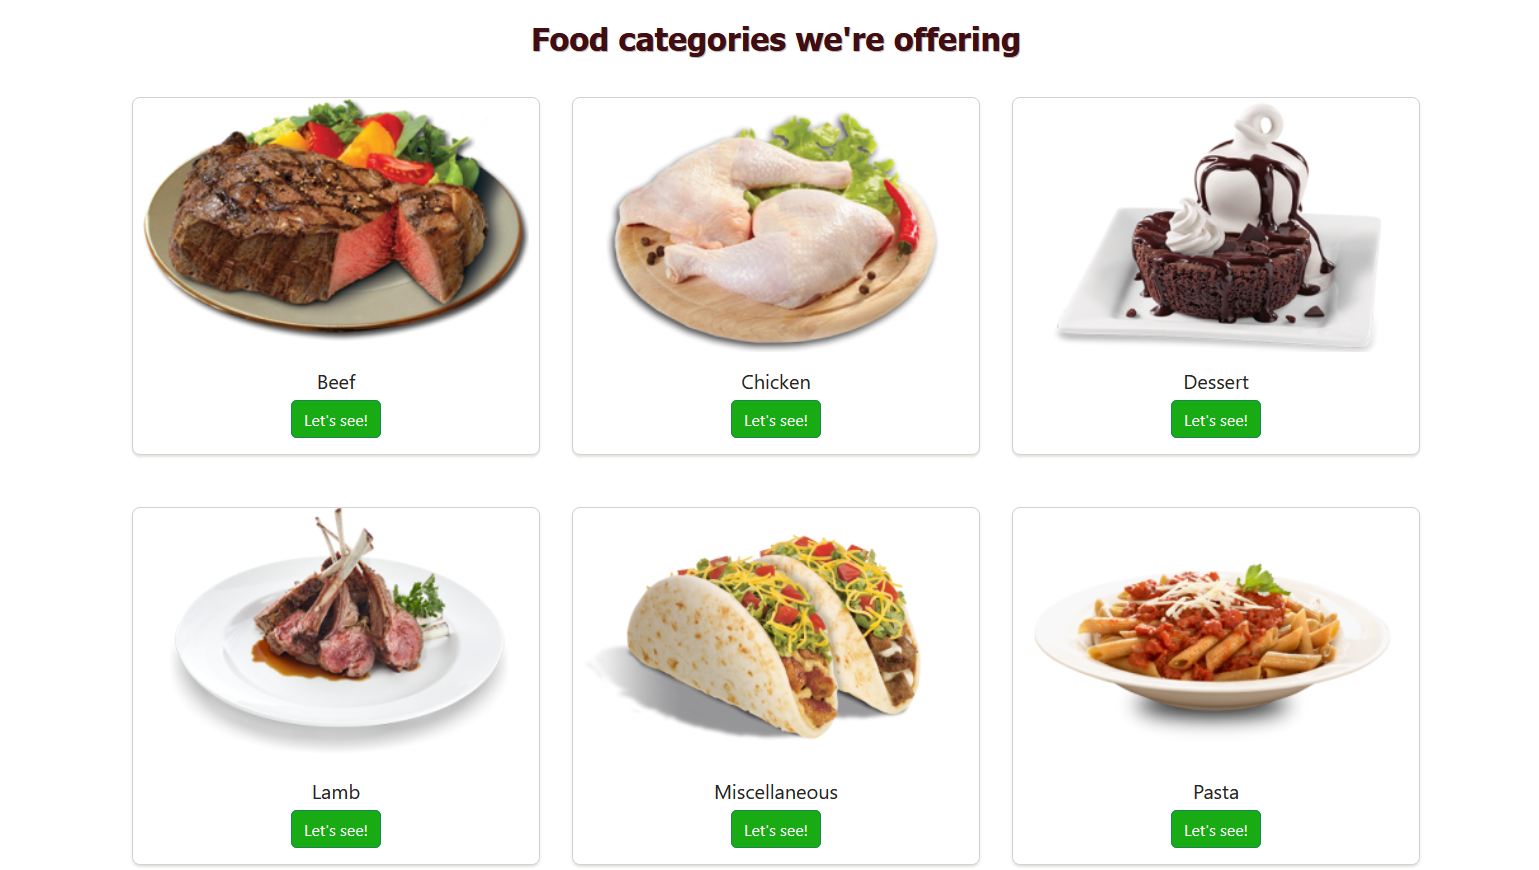 Food categories we're offering
Beef
Let's see!
Chicken
Let's see!
Dessert
Let's see!
Lamb
Let's see!
Miscellaneous
Let's see!
Pasta
Let's see!